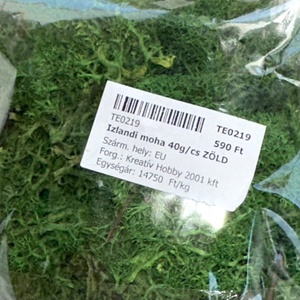 TE0219 TE0219
Izlandi moha 40g/cs ZÖLD 590 Ft
Szárm. hely: EU
Forg.: Kreatív Hobby 2001 kft
Egységár: 14750 Ft/kg